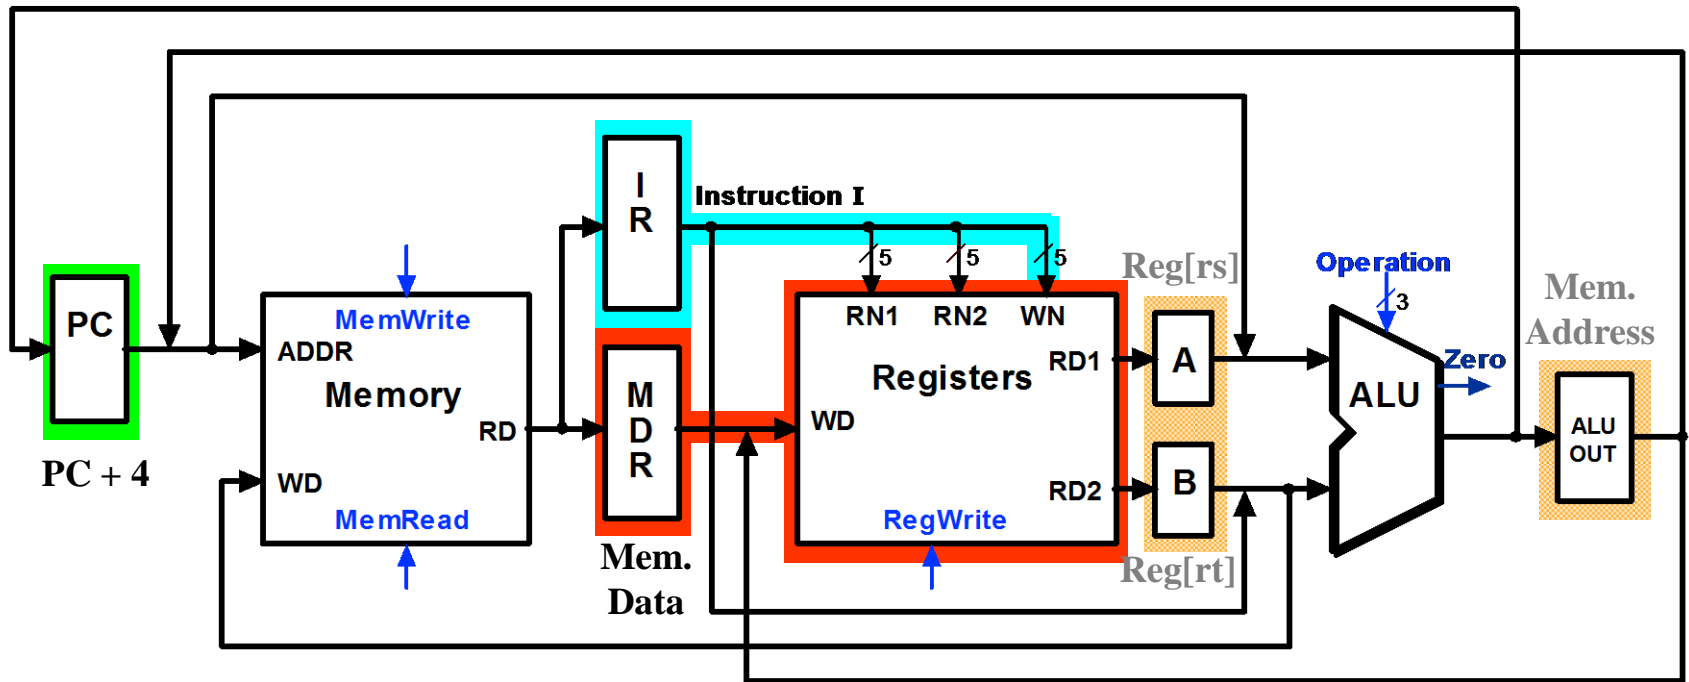 I
R
Instruction I
5
5
5
Reg[rs]
Operation
3
Mem.
Address
PC
MemWrite
ADDR
Memory
RD
WD
MemRead
PC + 4
M
D
R
Mem.
Data
RN1
RN2
WN
RD1
Registers
WD
RD2
RegWrite
A
B
Reg[rt]
Zero
ALU
ALU
OUT